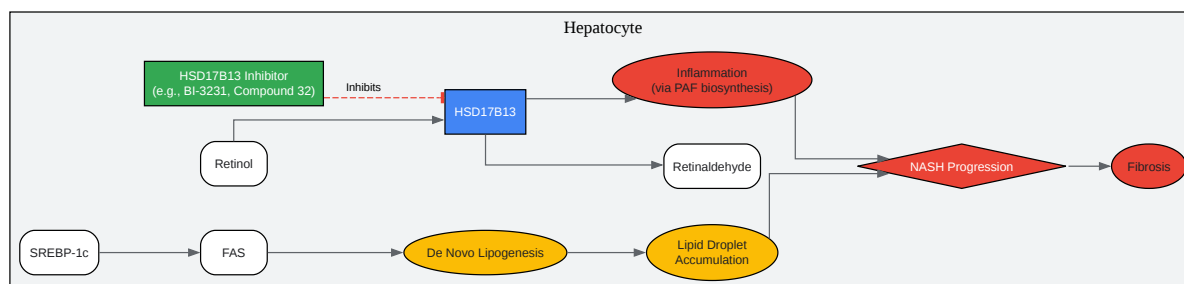 Hepatocyte
HSD17B13 Inhibitor
(e.g., BI-3231, Compound 32)
Inhibits
HSD17B13
Inflammation
(via PAF biosynthesis)
Retinol
Retinaldehyde
NASH Progression
Fibrosis
SREBP-1c
FAS
De Novo Lipogenesis
Lipid Droplet
Accumulation